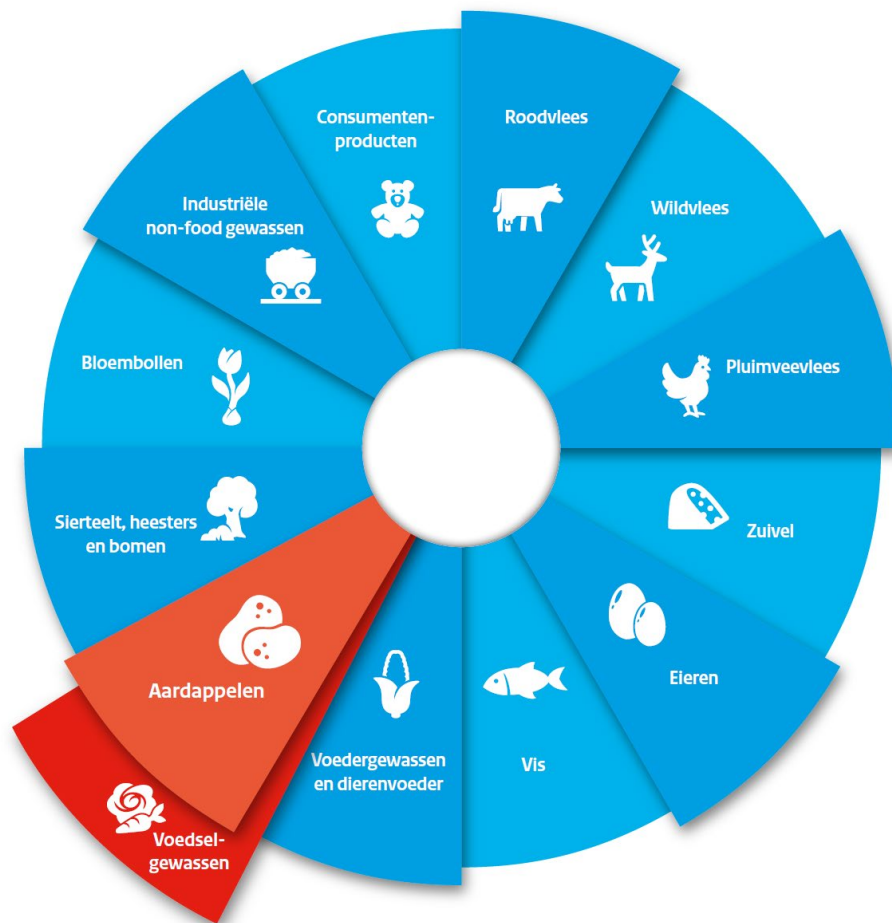 Roodvlees
Wildvlees
Pluimveevlees
Zuivel
Eieren
Vis
Voedergewassen
en dierenvoeder
Voedsel-
gewassen
Aardappelen
Sierteelt, heesters
en bomen
Bloembollen
Industriële
non-food gewassen
Consumenten-
producten